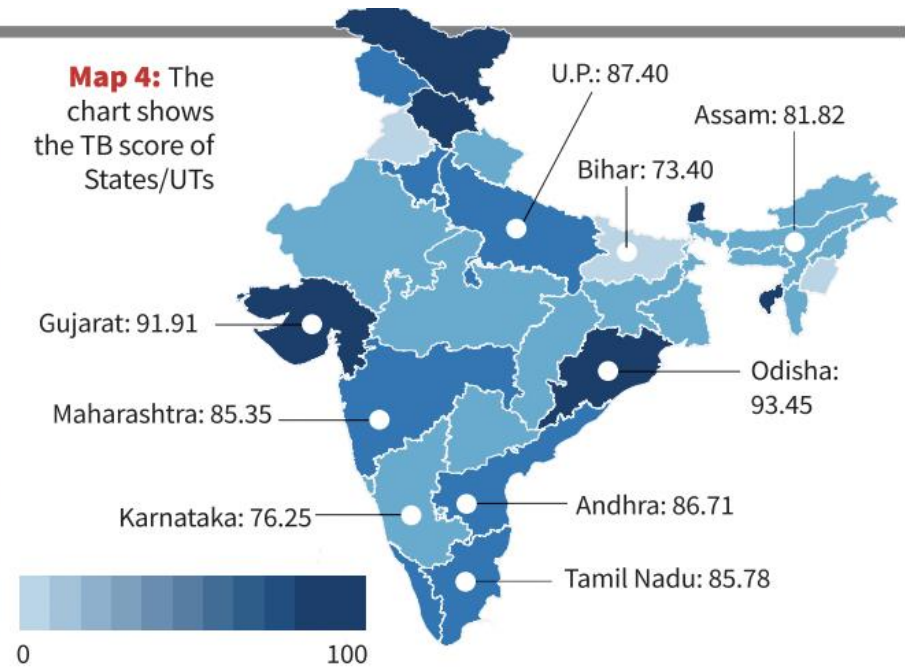 Map 4: The
chart shows
the TB score of
States/UTs
U.P.: 87.40
Assam: 81.82
Bihar: 73.40
Gujarat: 91.91
Odisha:
93.45
Maharashtra: 85.35
Andhra: 86.71
Karnataka: 76.25
Tamil Nadu: 85.78
0 100